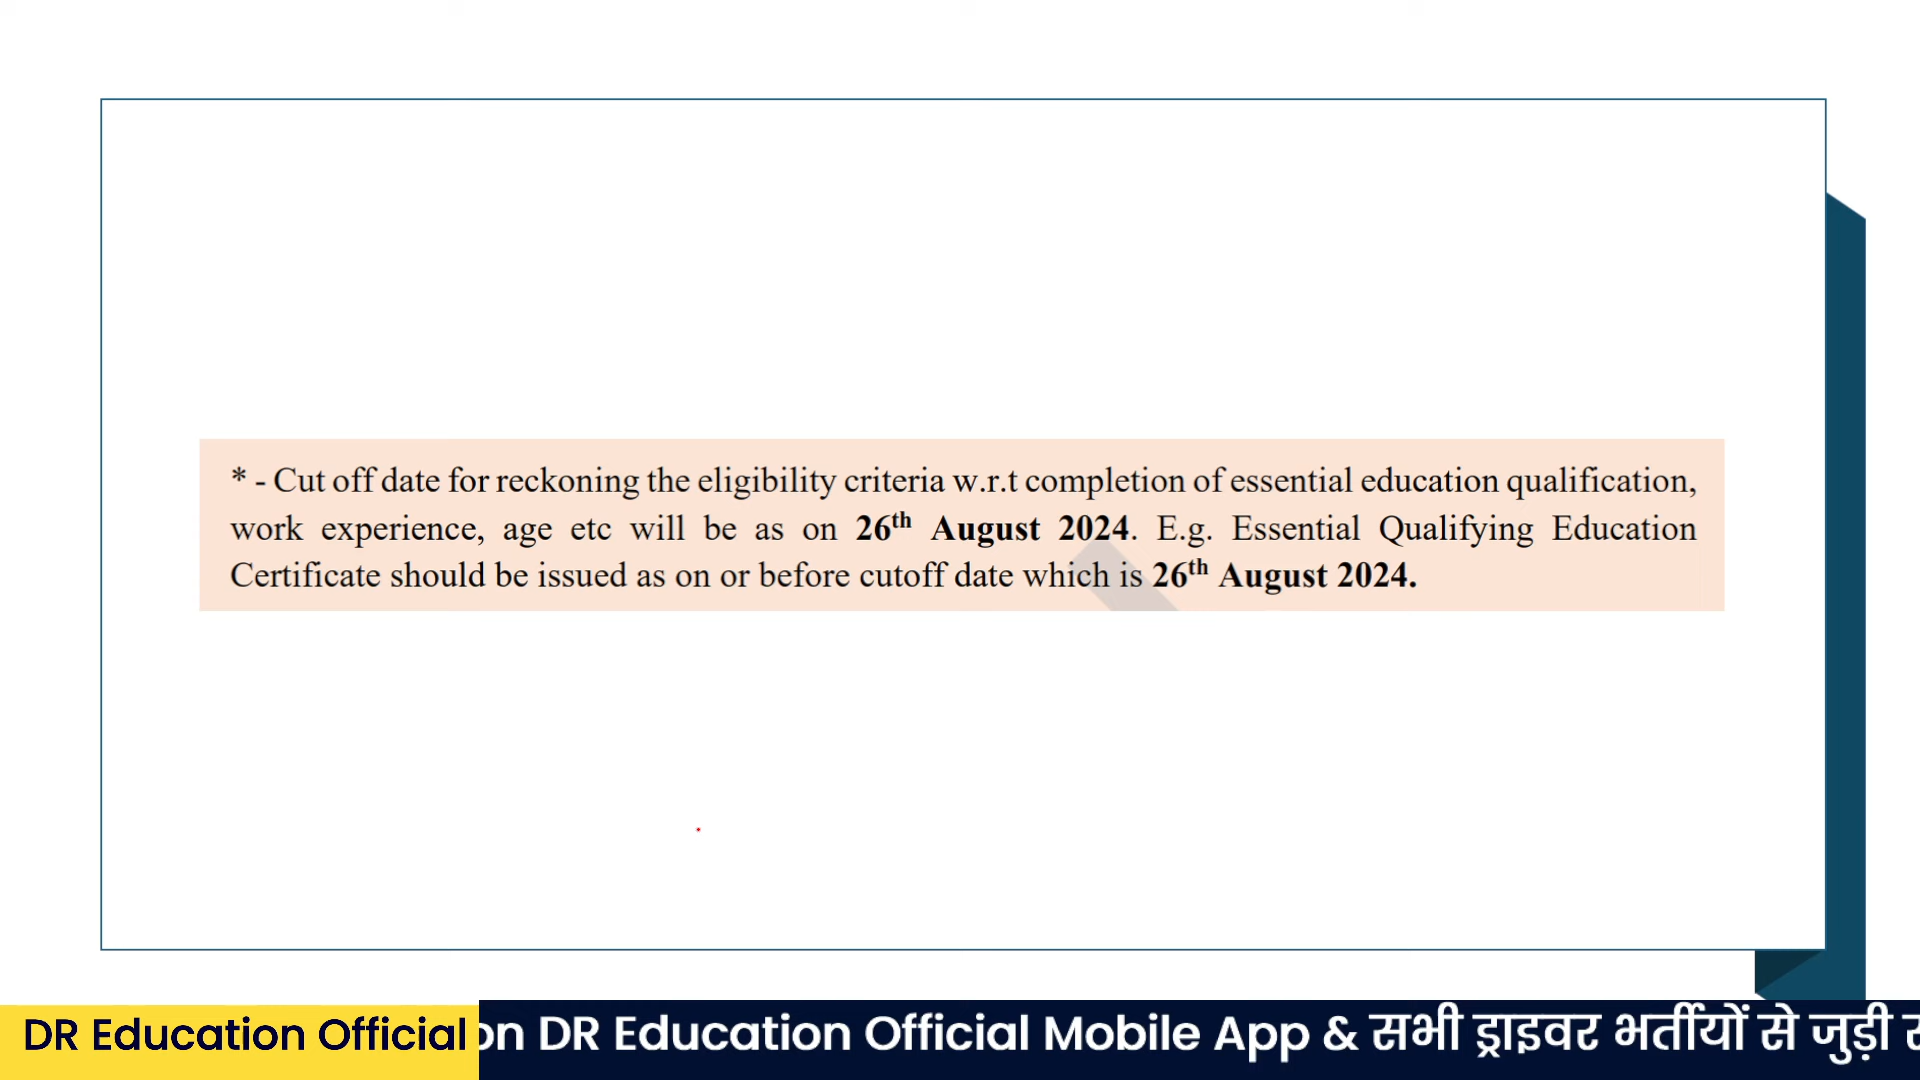 * - Cut off date for reckoning the eligibility criteria w.r.t completion of essential education qualification,
work experience, age etc will be as on 26th August 2024. E.g. Essential Qualifying Education
Certificate should be issued as on or before cutoff date which is 26th August 2024.
DR Education Official
on DR Education Official Mobile App & सभी ड्राइवर भर्तीयों से जुड़ी